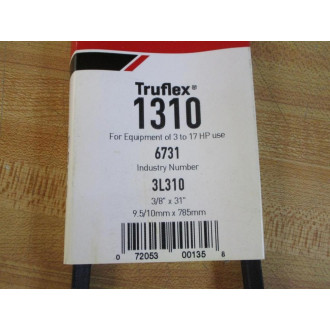 Truflex®
1310
For Equipment of 3 to 17 HP use
6731
Industry Number
3L310
3/8" x 31"
9.5/10mm x 785mm
0 72053 00135 8